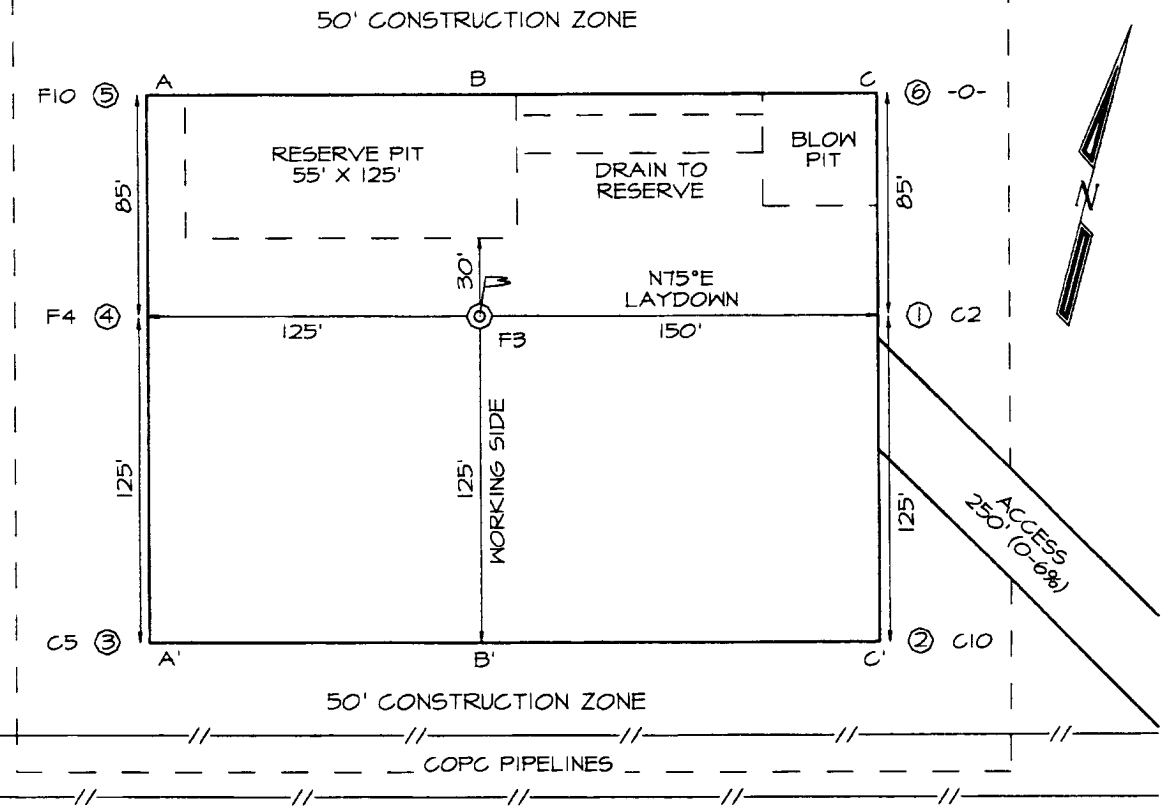 50' CONSTRUCTION ZONE
A
B
C
F10 ⑤
⑥ -0-
RESERVE PIT
55' X 125'
DRAIN TO
RESERVE
BLOW
PIT
85'
85'
N
30'
N75°E
LAYDOWN
F4 ④
125'
F3
150'
① C2
125'
125'
WORKING SIDE
125'
ACCESS
250' (0-6%)
C5 ③
② C10
A'
B'
C'
50' CONSTRUCTION ZONE
COPC PIPELINES